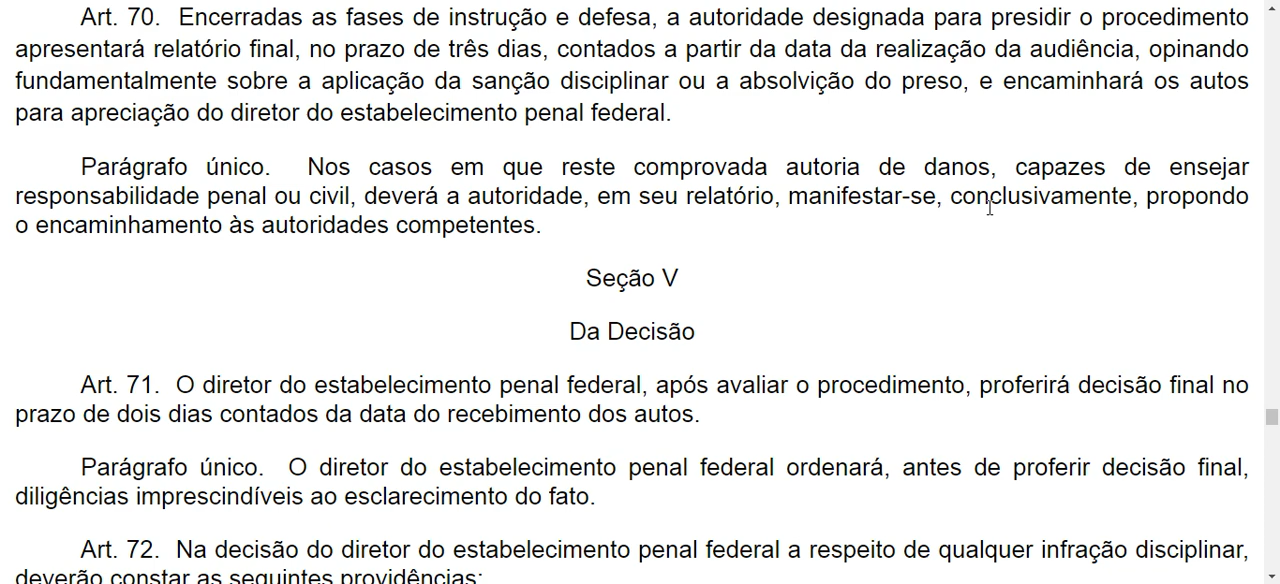 Art. 70. Encerradas as fases de instrução e defesa, a autoridade designada para presidir o procedimento
apresentará relatório final, no prazo de três dias, contados a partir da data da realização da audiência, opinando
fundamentalmente sobre a aplicação da sanção disciplinar ou a absolvição do preso, e encaminhará os autos
para apreciação do diretor do estabelecimento penal federal.
Parágrafo único. Nos casos em que reste comprovada autoria de danos, capazes de ensejar
responsabilidade penal ou civil, deverá a autoridade, em seu relatório, manifestar-se, conclusivamente, propondo
o encaminhamento às autoridades competentes.
Seção V
Da Decisão
Art. 71. O diretor do estabelecimento penal federal, após avaliar o procedimento, proferirá decisão final no
prazo de dois dias contados da data do recebimento dos autos.
Parágrafo único. O diretor do estabelecimento penal federal ordenará, antes de proferir decisão final,
diligências imprescindíveis ao esclarecimento do fato.
Art. 72. Na decisão do diretor do estabelecimento penal federal a respeito de qualquer infração disciplinar,
deverão constar as seguintes providências: